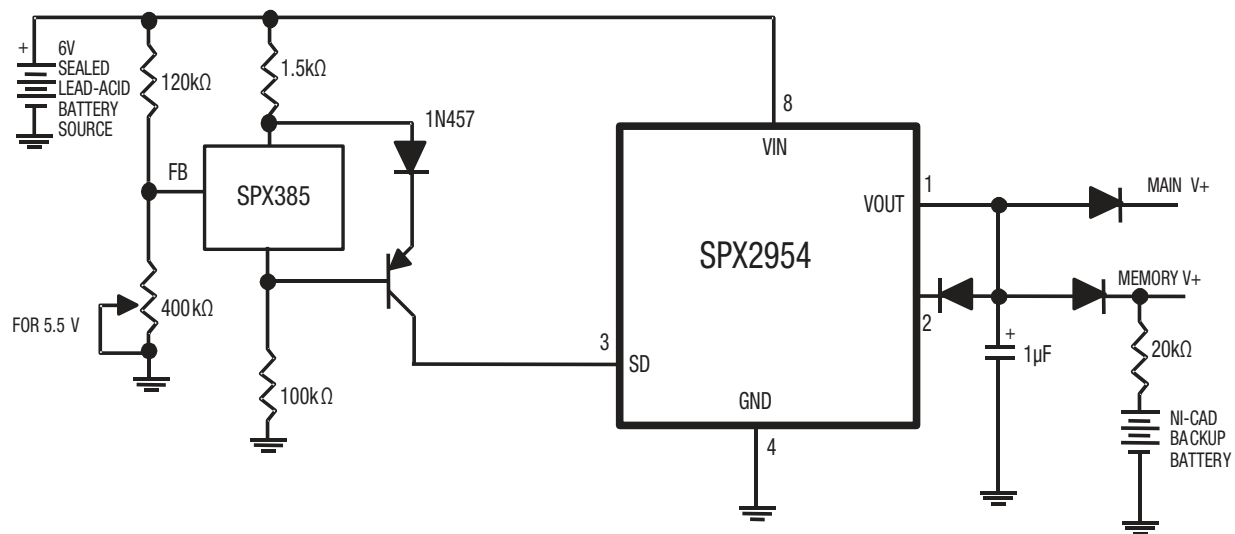 +
6V
SEALED
LEAD-ACID
BATTERY
SOURCE
120kΩ
1.5kΩ
1N457
FB
SPX385
FOR 5.5 V
400kΩ
100kΩ
8
VIN
1
VOUT
SPX2954
2
3
SD
GND
4
MAIN V+
MEMORY V+
+
1µF
20kΩ
NI-CAD
BACKUP
BATTERY